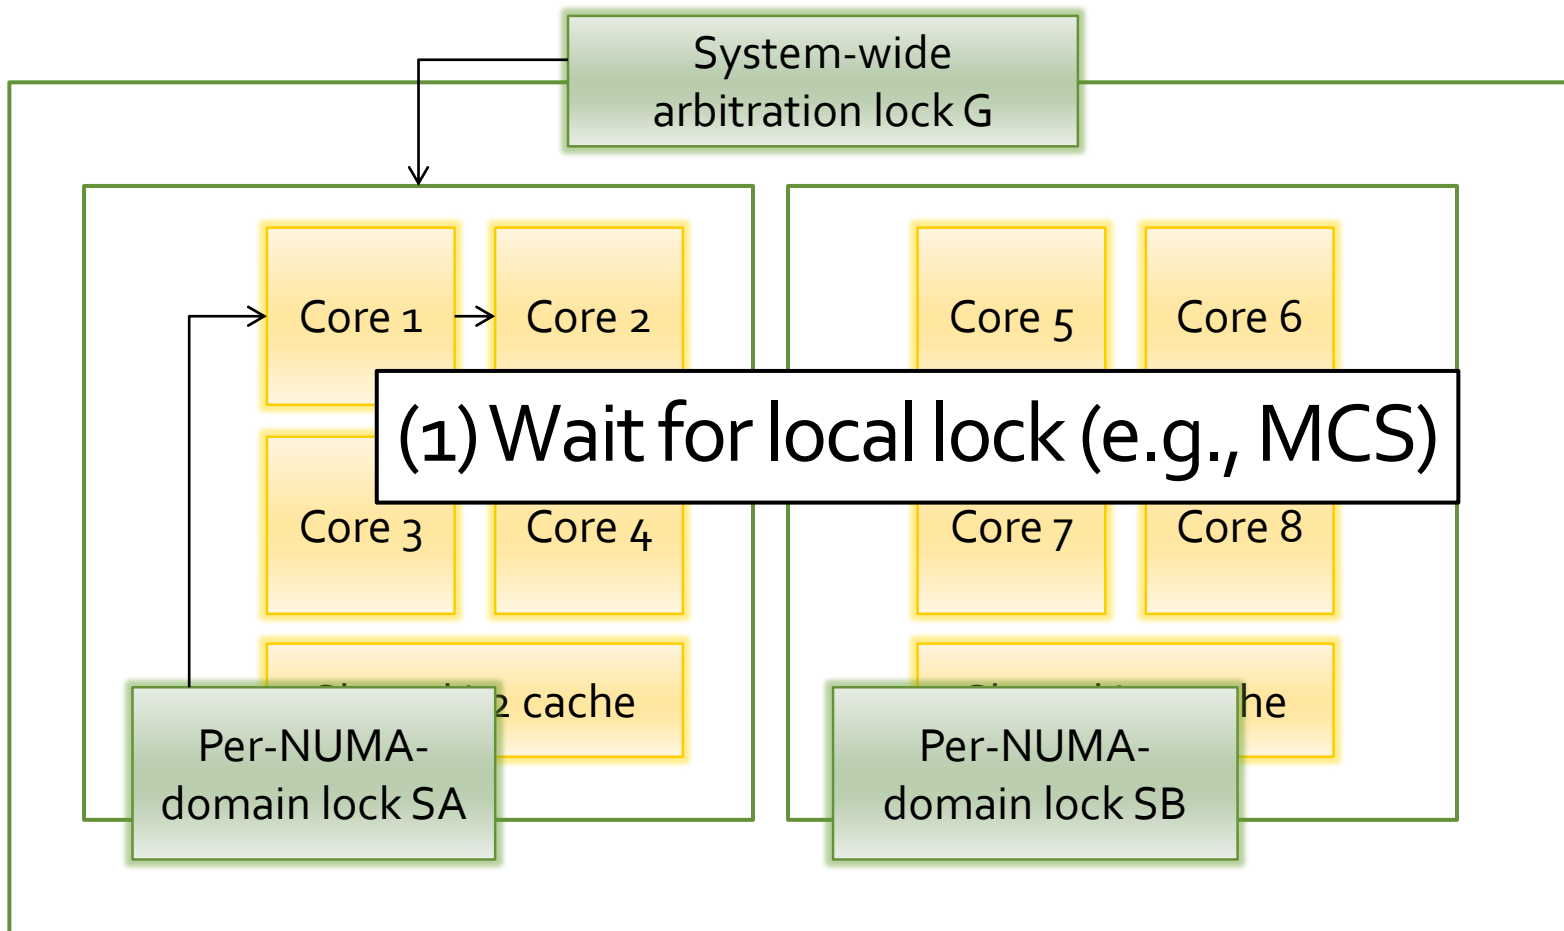 System-wide
arbitration lock G
Core 1
Core 2
Core 5
Core 6
(1) Wait for local lock (e.g., MCS)
Core 3
Core 4
Core 7
Core 8
2 cache
Per-NUMA-
domain lock SA
Per-NUMA-
domain lock SB